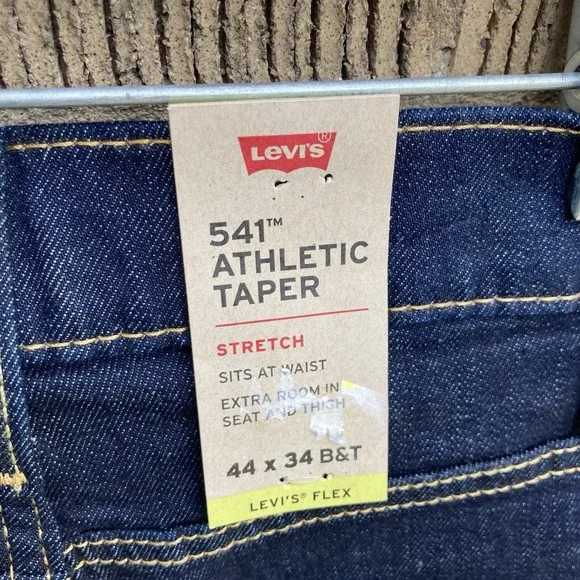 Levi's®
541™
ATHLETIC
TAPER
STRETCH
SITS AT WAIST
EXTRA ROOM IN
SEAT AND THIGH
44 x 34 B&T
LEVI'S® FLEX